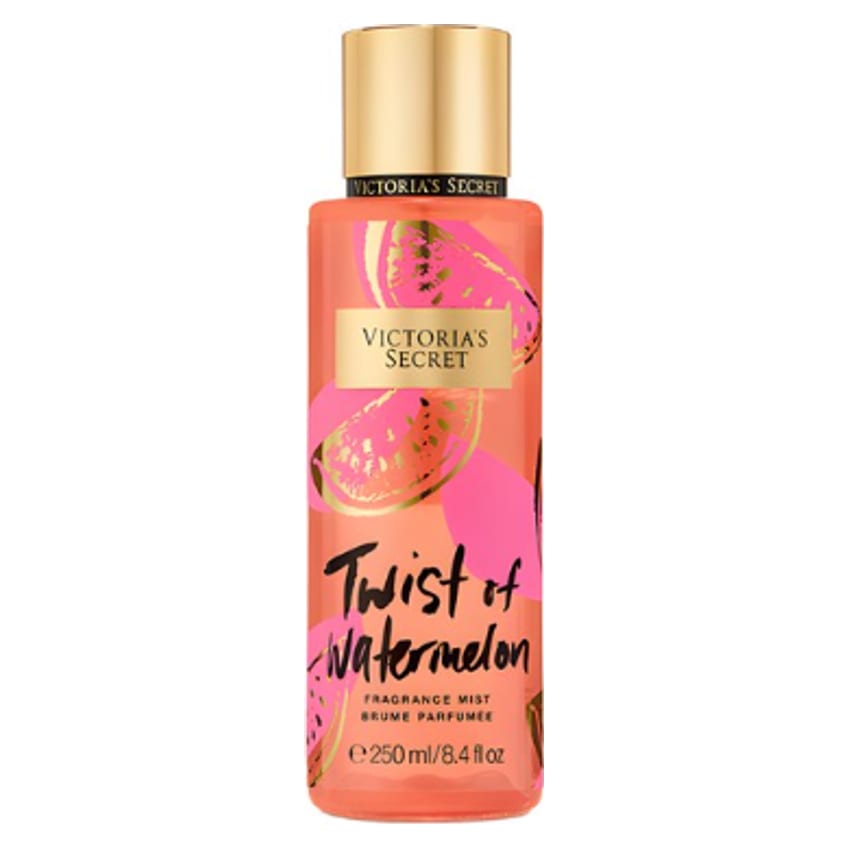 VICTORIA'S SECRET
VICTORIA'S
SECRET
Twist of
Watermelon
FRAGRANCE MIST
BRUME PARFUMÉE
℮ 250 ml/8.4 fl oz